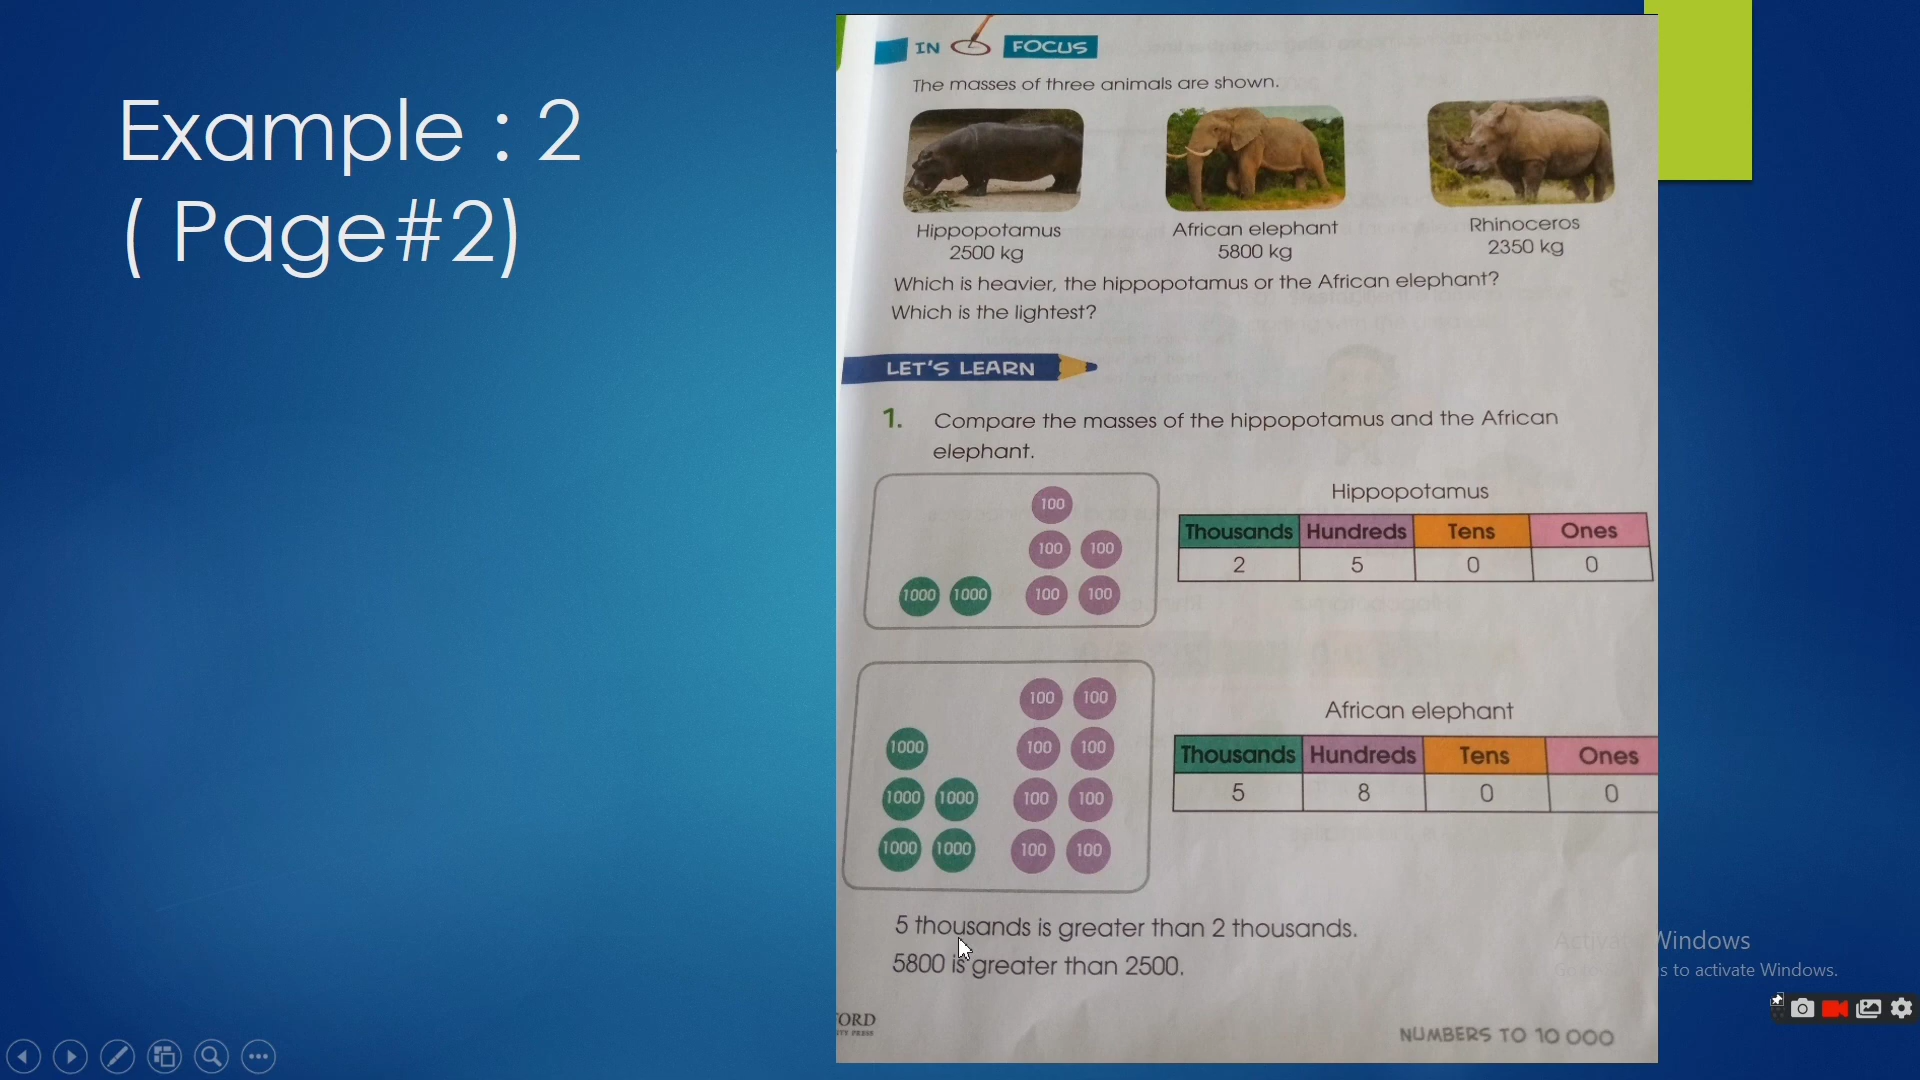 Example : 2
( Page#2)
IN FOCUS
The masses of three animals are shown.
Hippopotamus
2500 kg
African elephant
5800 kg
Rhinoceros
2350 kg
Which is heavier, the hippopotamus or the African elephant?
Which is the lightest?
LET'S LEARN
1. Compare the masses of the hippopotamus and the African
elephant.
100
100 100
1000 1000 100 100
Hippopotamus
Thousands Hundreds Tens Ones
2 5 0 0
100 100
1000 100 100
1000 1000 100 100
1000 1000 100 100
African elephant
Thousands Hundreds Tens Ones
5 8 0 0
5 thousands is greater than 2 thousands.
5800 is greater than 2500.
NUMBERS TO 10 000
Windows
s to activate Windows.